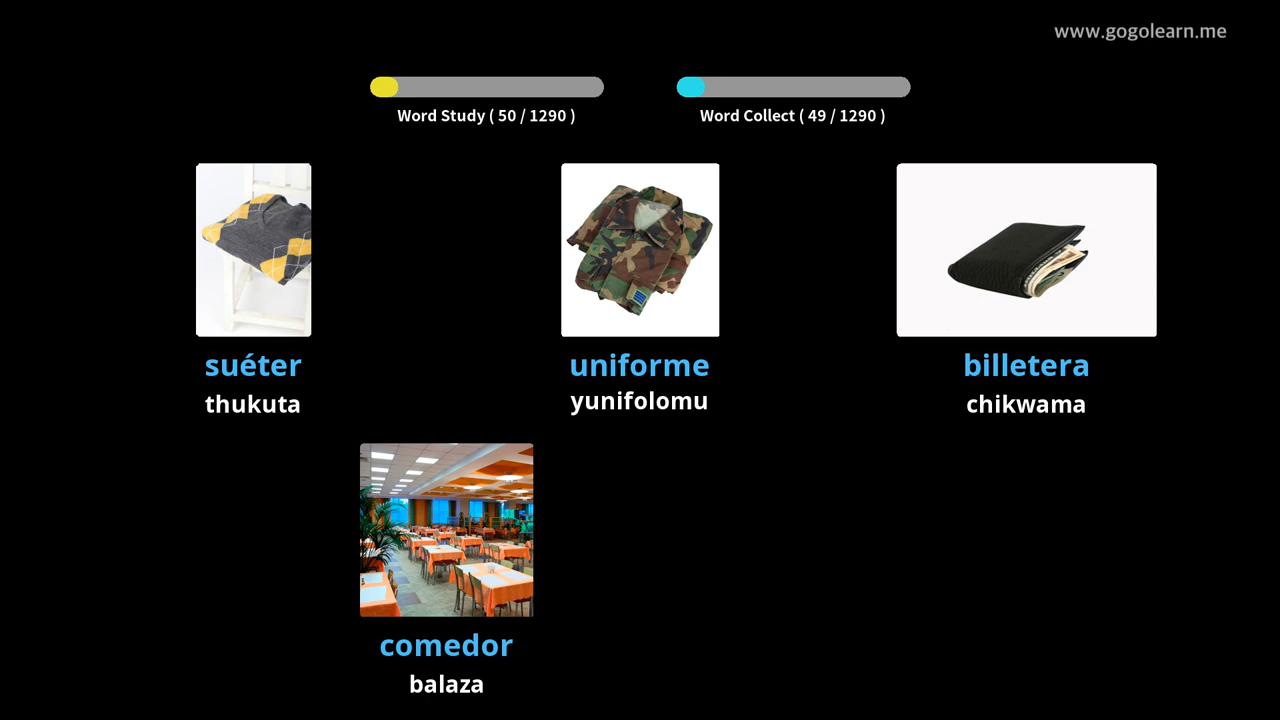 www.gogolearn.me
Word Study ( 50 / 1290 )
Word Collect ( 49 / 1290 )
suéter
thukuta
uniforme
yunifolomu
billetera
chikwama
comedor
balaza